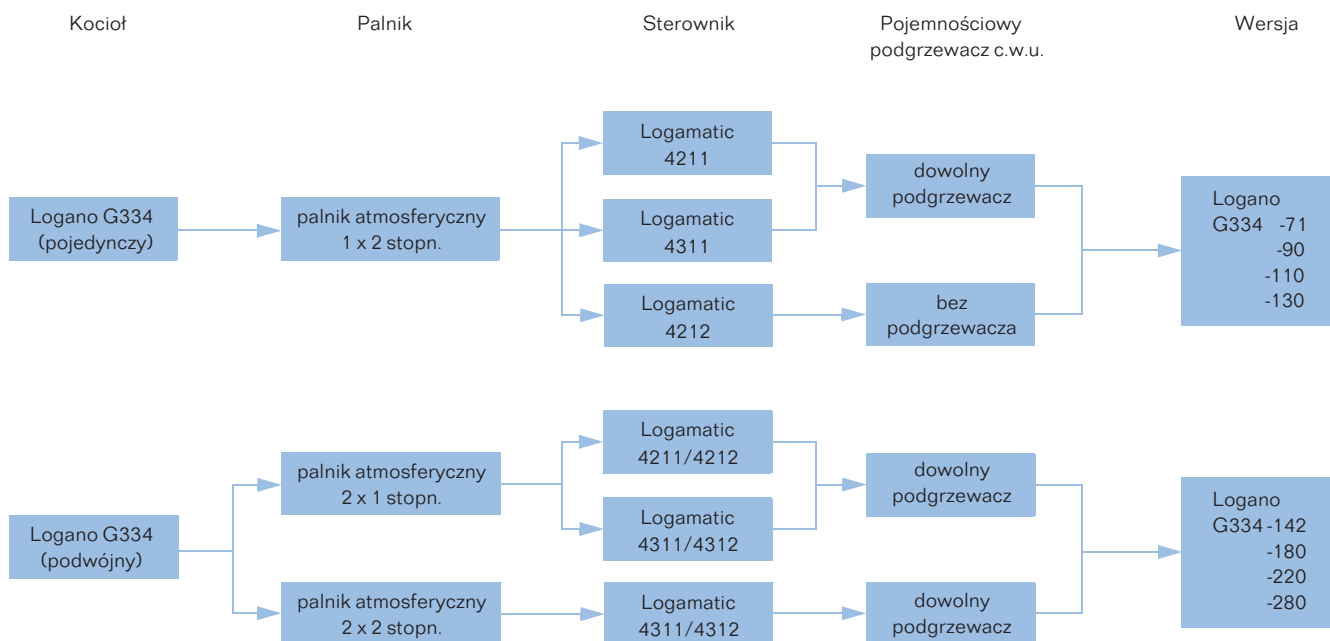 Kocioł
Palnik
Sterownik
Pojemnościowy
podgrzewacz c.w.u.
Wersja
Logano G334
(pojedynczy)
palnik atmosferyczny
1 x 2 stopn.
Logamatic
4211
Logamatic
4311
Logamatic
4212
dowolny
podgrzewacz
bez
podgrzewacza
Logano
G334 -71
-90
-110
-130
Logano G334
(podwójny)
palnik atmosferyczny
2 x 1 stopn.
palnik atmosferyczny
2 x 2 stopn.
Logamatic
4211/4212
Logamatic
4311/4312
Logamatic
4311/4312
dowolny
podgrzewacz
dowolny
podgrzewacz
Logano
G334 -142
-180
-220
-280